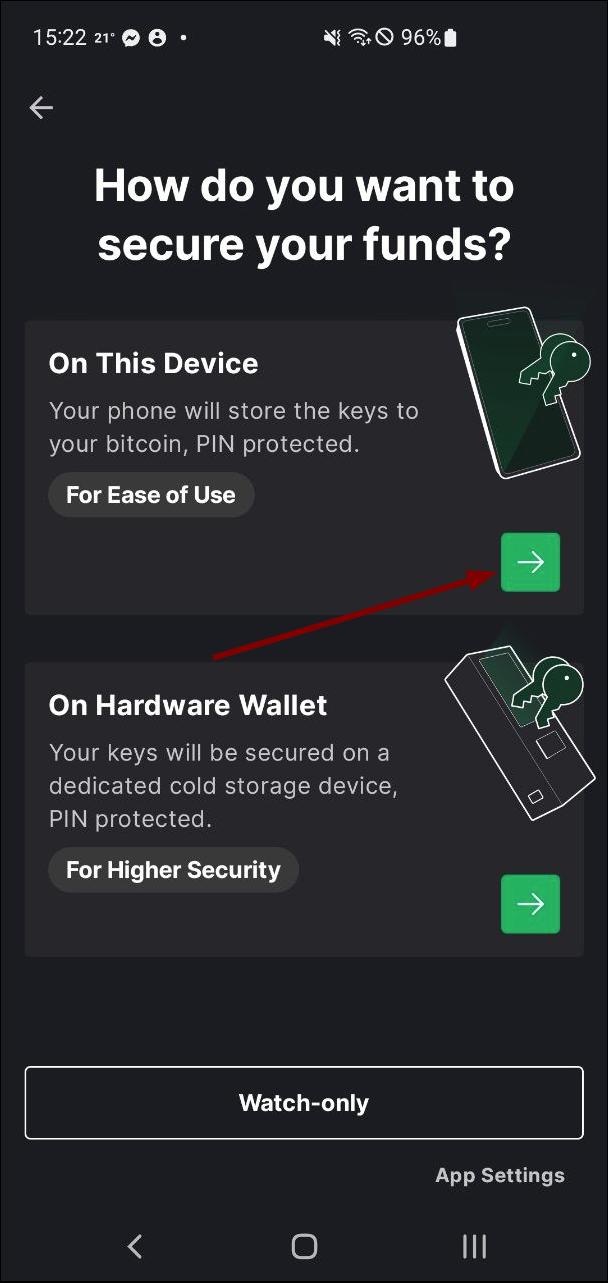 15:22 21° 96%
How do you want to
secure your funds?
On This Device
Your phone will store the keys to
your bitcoin, PIN protected.
For Ease of Use
On Hardware Wallet
Your keys will be secured on a
dedicated cold storage device,
PIN protected.
For Higher Security
Watch-only
App Settings